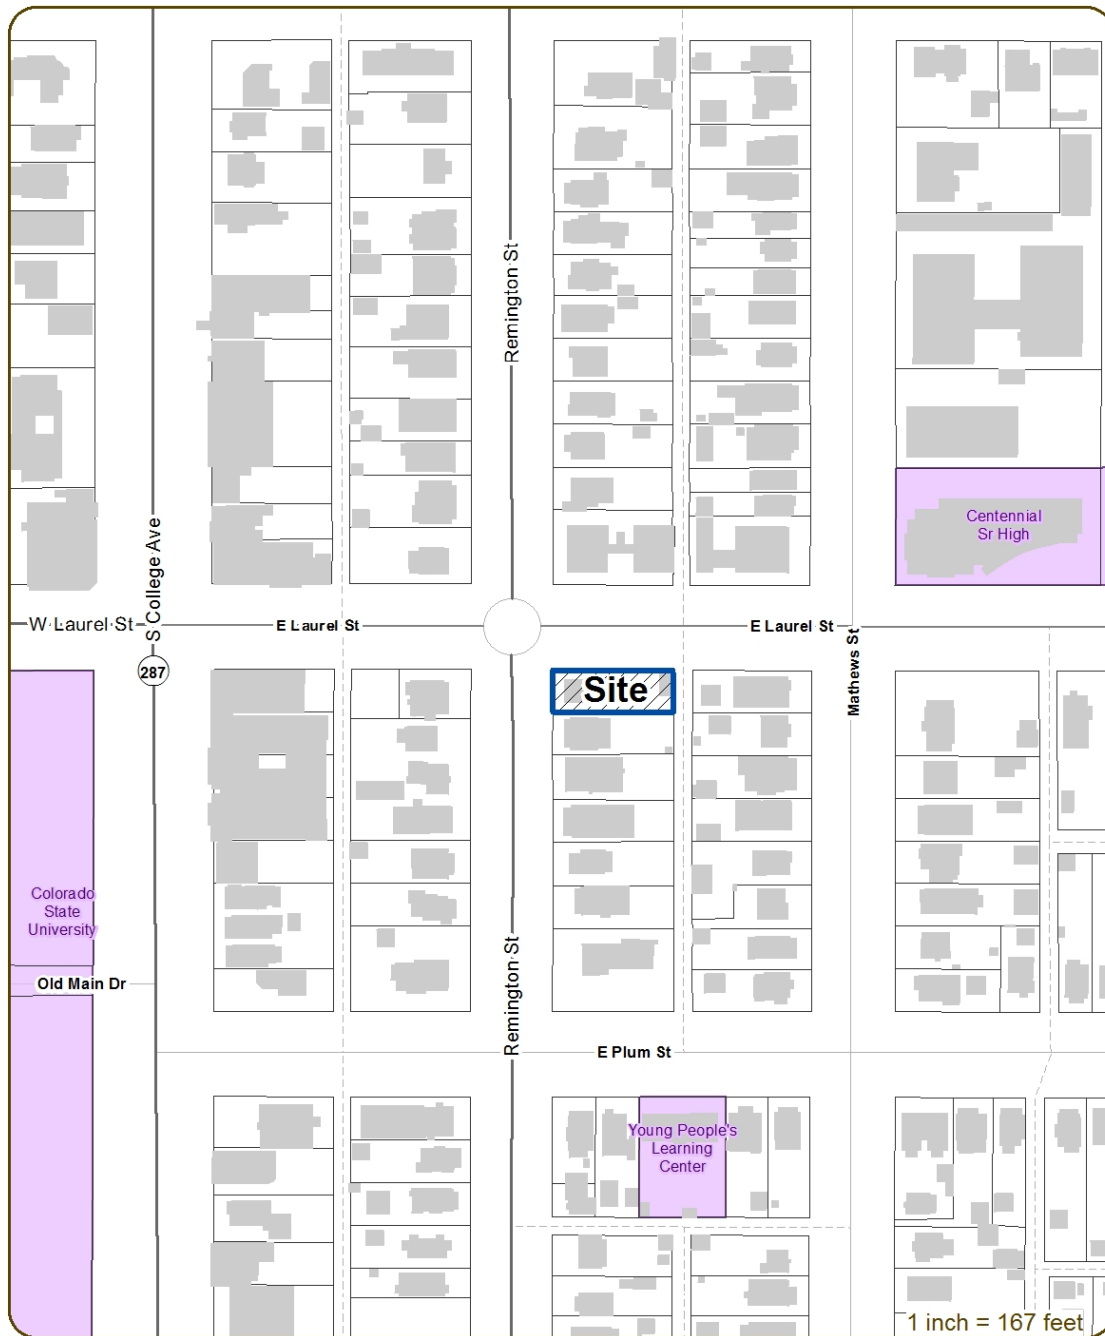 Remington St
Centennial
Sr High
S College Ave
W Laurel St
E Laurel St
E Laurel St
287
Site
Mathews St
Colorado
State
University
Old Main Dr
Remington St
E Plum St
Young People's
Learning
Center
1 inch = 167 feet